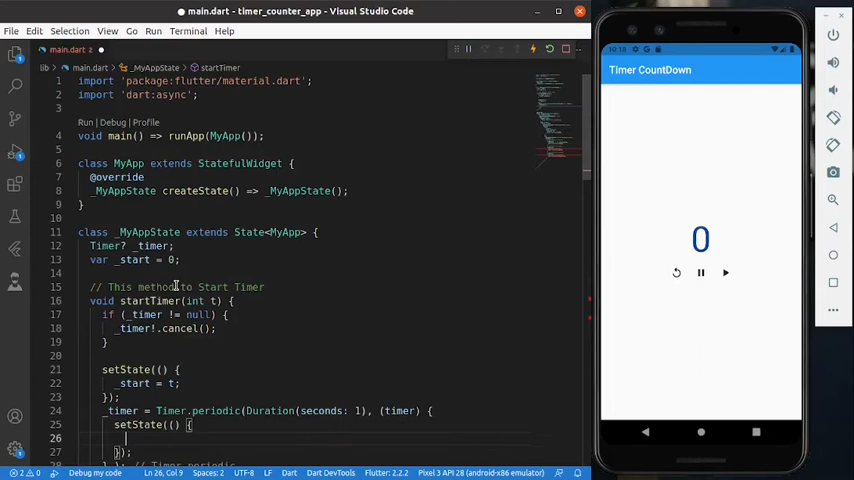 main.dart - timer_counter_app - Visual Studio Code
File Edit Selection View Go Run Terminal Help
main.dart 2
lib > main.dart > _MyAppState > startTimer
1 import 'package:flutter/material.dart';
2 import 'dart:async';
3
Run | Debug | Profile
4 void main() => runApp(MyApp());
5
6 class MyApp extends StatefulWidget {
7 @override
8 _MyAppState createState() => _MyAppState();
9 }
10
11 class _MyAppState extends State<MyApp> {
12 Timer? _timer;
13 var _start = 0;
14
15 // This method to Start Timer
16 void startTimer(int t) {
17 if (_timer != null) {
18 _timer!.cancel();
19 }
20
21 setState(() {
22 _start = t;
23 });
24 _timer = Timer.periodic(Duration(seconds: 1), (timer) {
25 setState(() {
26
27 });
}); // Timer.periodic
2 0 Debug my code Ln 26, Col 9 Spaces: 2 UTF-8 LF Dart Dart DevTools Flutter: 2.2.2 Pixel 3 API 28 (android-x86 emulator)
10:18
Timer CountDown
0